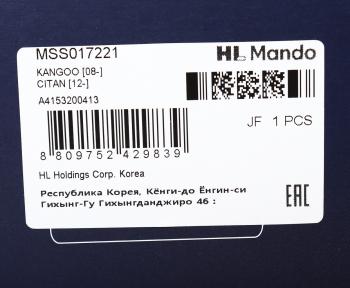 MSS017221
HL Mando
KANGOO [08-]
CITAN [12-]
A4153200413
JF 1 PCS
8 809752 429839
HL Holdings Corp. Korea
Республика Корея, Кёнги-до Ёнгин-си
Гихынг-Гу Гихынгданджиро 46 :
EAC